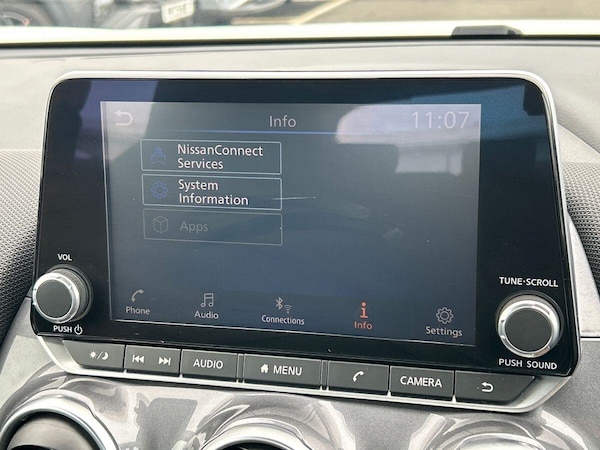 Info
11:07
NissanConnect
Services
System
Information
Apps
VOL
PUSH
TUNE·SCROLL
PUSH SOUND
Phone
Audio
Connections
Info
Settings
AUDIO
MENU
CAMERA